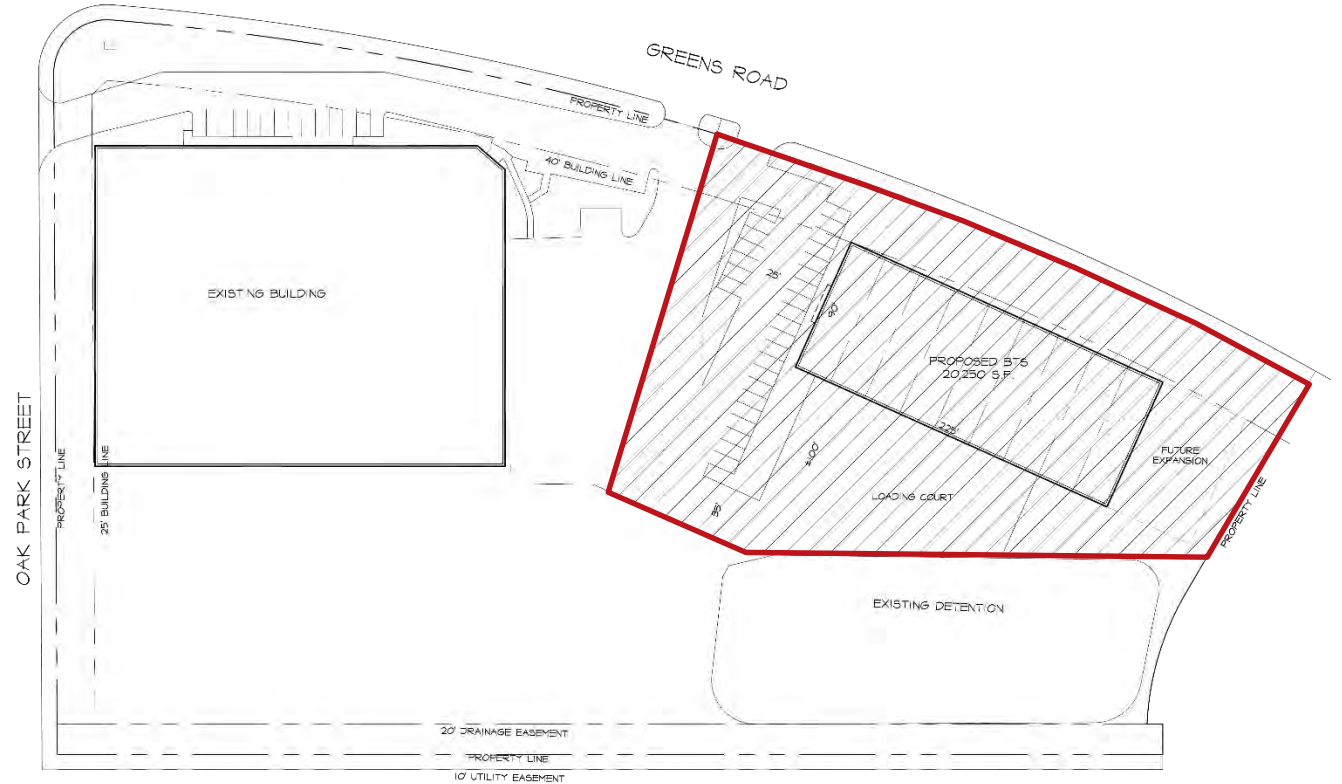 GREENS ROAD
PROPERTY LINE
40' BUILDING LINE
EXISTING BUILDING
25'
90'
PROPOSED BTS
20,250 S.F.
225'
±100'
FUTURE
EXPANSION
LOADING COURT
35'
PROPERTY LINE
OAK PARK STREET
PROPERTY LINE
25' BUILDING LINE
EXISTING DETENTION
20' DRAINAGE EASEMENT
PROPERTY LINE
10' UTILITY EASEMENT